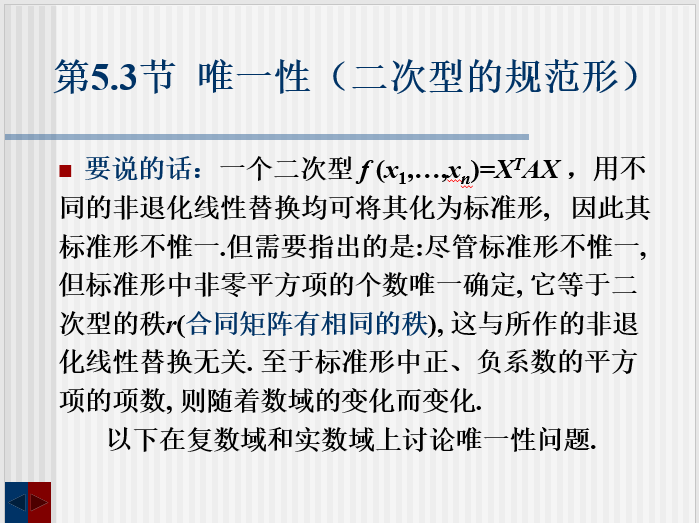 第5.3节 唯一性（二次型的规范形）
要说的话：一个二次型 f (x1,…,xn)=X^TAX ，用不
同的非退化线性替换均可将其化为标准形, 因此其
标准形不惟一.但需要指出的是:尽管标准形不惟一,
但标准形中非零平方项的个数唯一确定, 它等于二
次型的秩r(合同矩阵有相同的秩), 这与所作的非退
化线性替换无关. 至于标准形中正、负系数的平方
项的项数, 则随着数域的变化而变化.
以下在复数域和实数域上讨论唯一性问题.